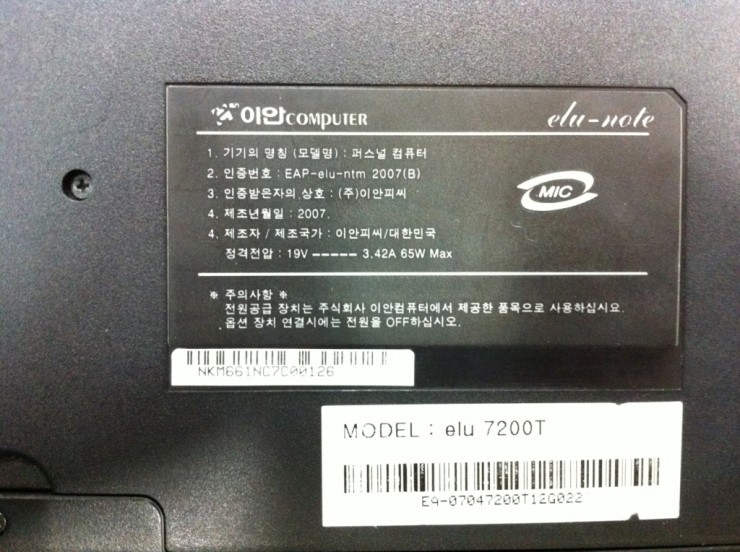 이안COMPUTER
elu-note
1. 기기의 명칭 (모델명) : 퍼스널 컴퓨터
2. 인증번호 : EAP-elu-ntm 2007(B)
3. 인증받은자의 상호 : (주)이안피씨
4. 제조년월일 : 2007.
4. 제조자 / 제조국가 : 이안피씨/대한민국
정격전압 : 19V ----- 3.42A 65W Max
MIC
※ 주의사항 ※
전원공급 장치는 주식회사 이안컴퓨터에서 제공한 품목으로 사용하십시요.
옵션 장치 연결시에는 전원을 OFF하십시오.
NKM661NC7C00126
MODEL : elu 7200T
E9-07047200T12G022